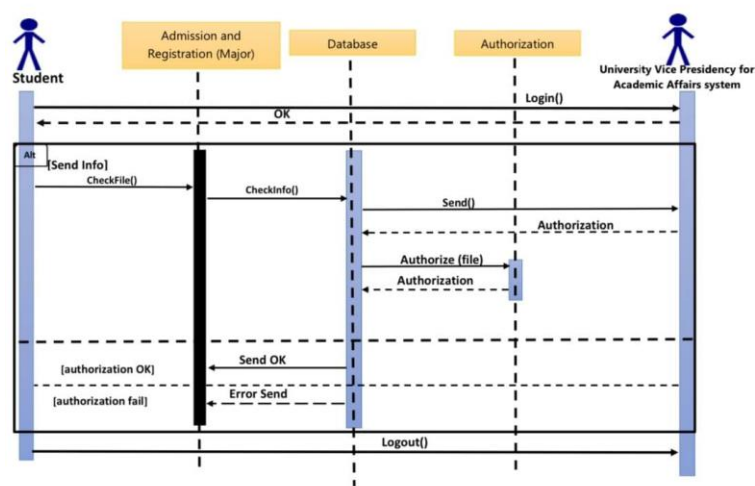 Admission and
Registration (Major)
Database
Authorization
Student
University Vice Presidency for
Academic Affairs system
Login()
OK
Alt
[Send Info]
CheckFile()
CheckInfo()
Send()
Authorization
Authorize (file)
Authorization
Send OK
[authorization OK]
Error Send
[authorization fail]
Logout()